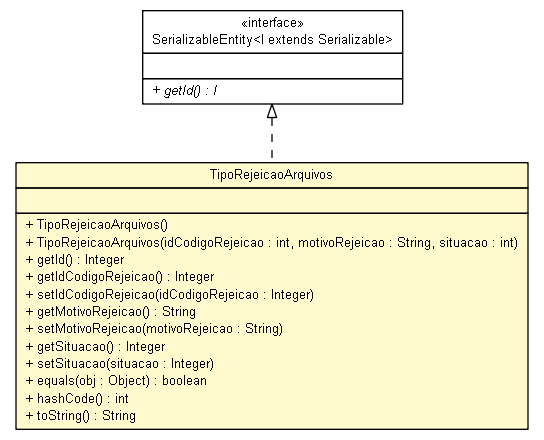 «interface»
SerializableEntity<I extends Serializable>
+ getId() : I
TipoRejeicaoArquivos
+ TipoRejeicaoArquivos()
+ TipoRejeicaoArquivos(idCodigoRejeicao : int, motivoRejeicao : String, situacao : int)
+ getId() : Integer
+ getIdCodigoRejeicao() : Integer
+ setIdCodigoRejeicao(idCodigoRejeicao : Integer)
+ getMotivoRejeicao() : String
+ setMotivoRejeicao(motivoRejeicao : String)
+ getSituacao() : Integer
+ setSituacao(situacao : Integer)
+ equals(obj : Object) : boolean
+ hashCode() : int
+ toString() : String